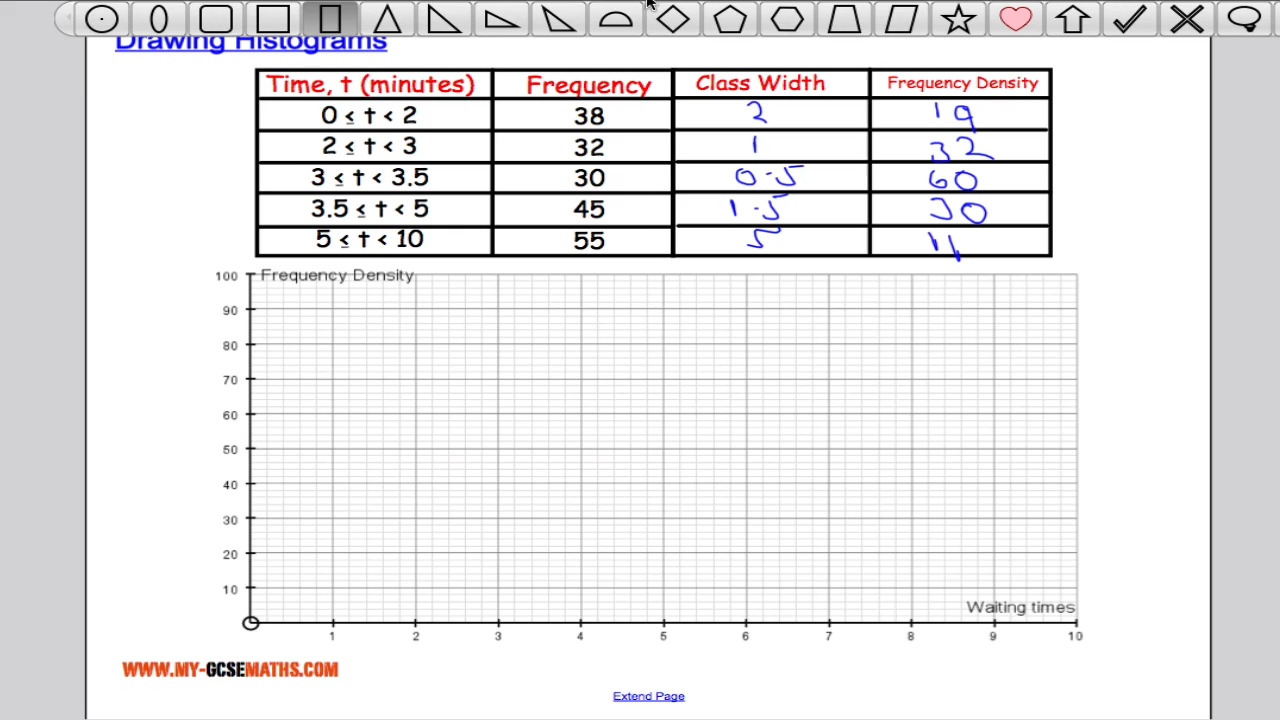 Drawing Histograms
Time, t (minutes) Frequency Class Width Frequency Density
0 ≤ t < 2 38 2 19
2 ≤ t < 3 32 1 32
3 ≤ t < 3.5 30 0.5 60
3.5 ≤ t < 5 45 1.5 30
5 ≤ t < 10 55 5 11
100 Frequency Density
90
80
70
60
50
40
30
20
10
Waiting times
1 2 3 4 5 6 7 8 9 10
WWW.MY-GCSEMATHS.COM
Extend Page